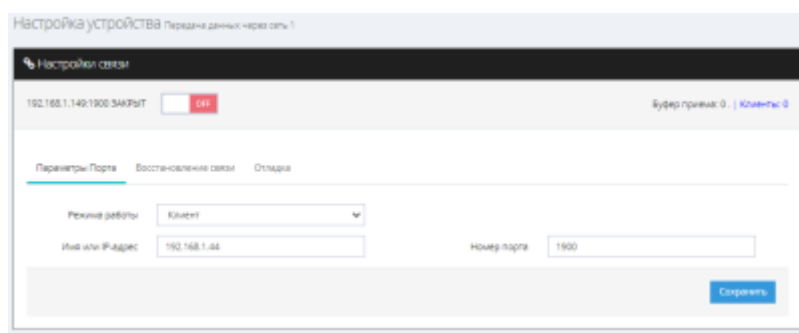 Настройка устройства Передача данных через сеть 1
Настройки связи
192.168.1.149:1900 ЗАКРЫТ OFF Буфер приема: 0 . | Клиенты: 0
Параметры Порта Восстановление связи Отладка
Режима работы Клиент
Имя или IP-адрес 192.168.1.44 Номер порта 1900
Сохранить